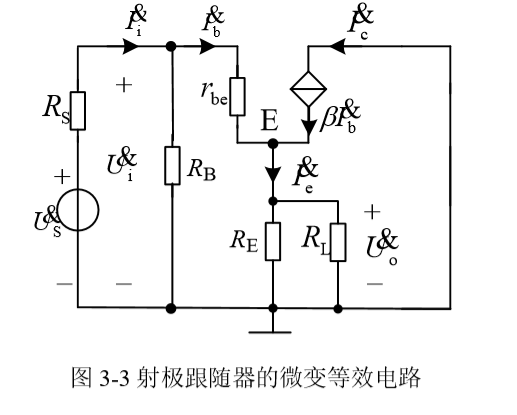 I&i
I&b
I&c
rbe
RS
+
E
βI&b
U&i
RB
I&e
+
U&S
RE
RL
+
U&o
− − −
图 3-3 射极跟随器的微变等效电路